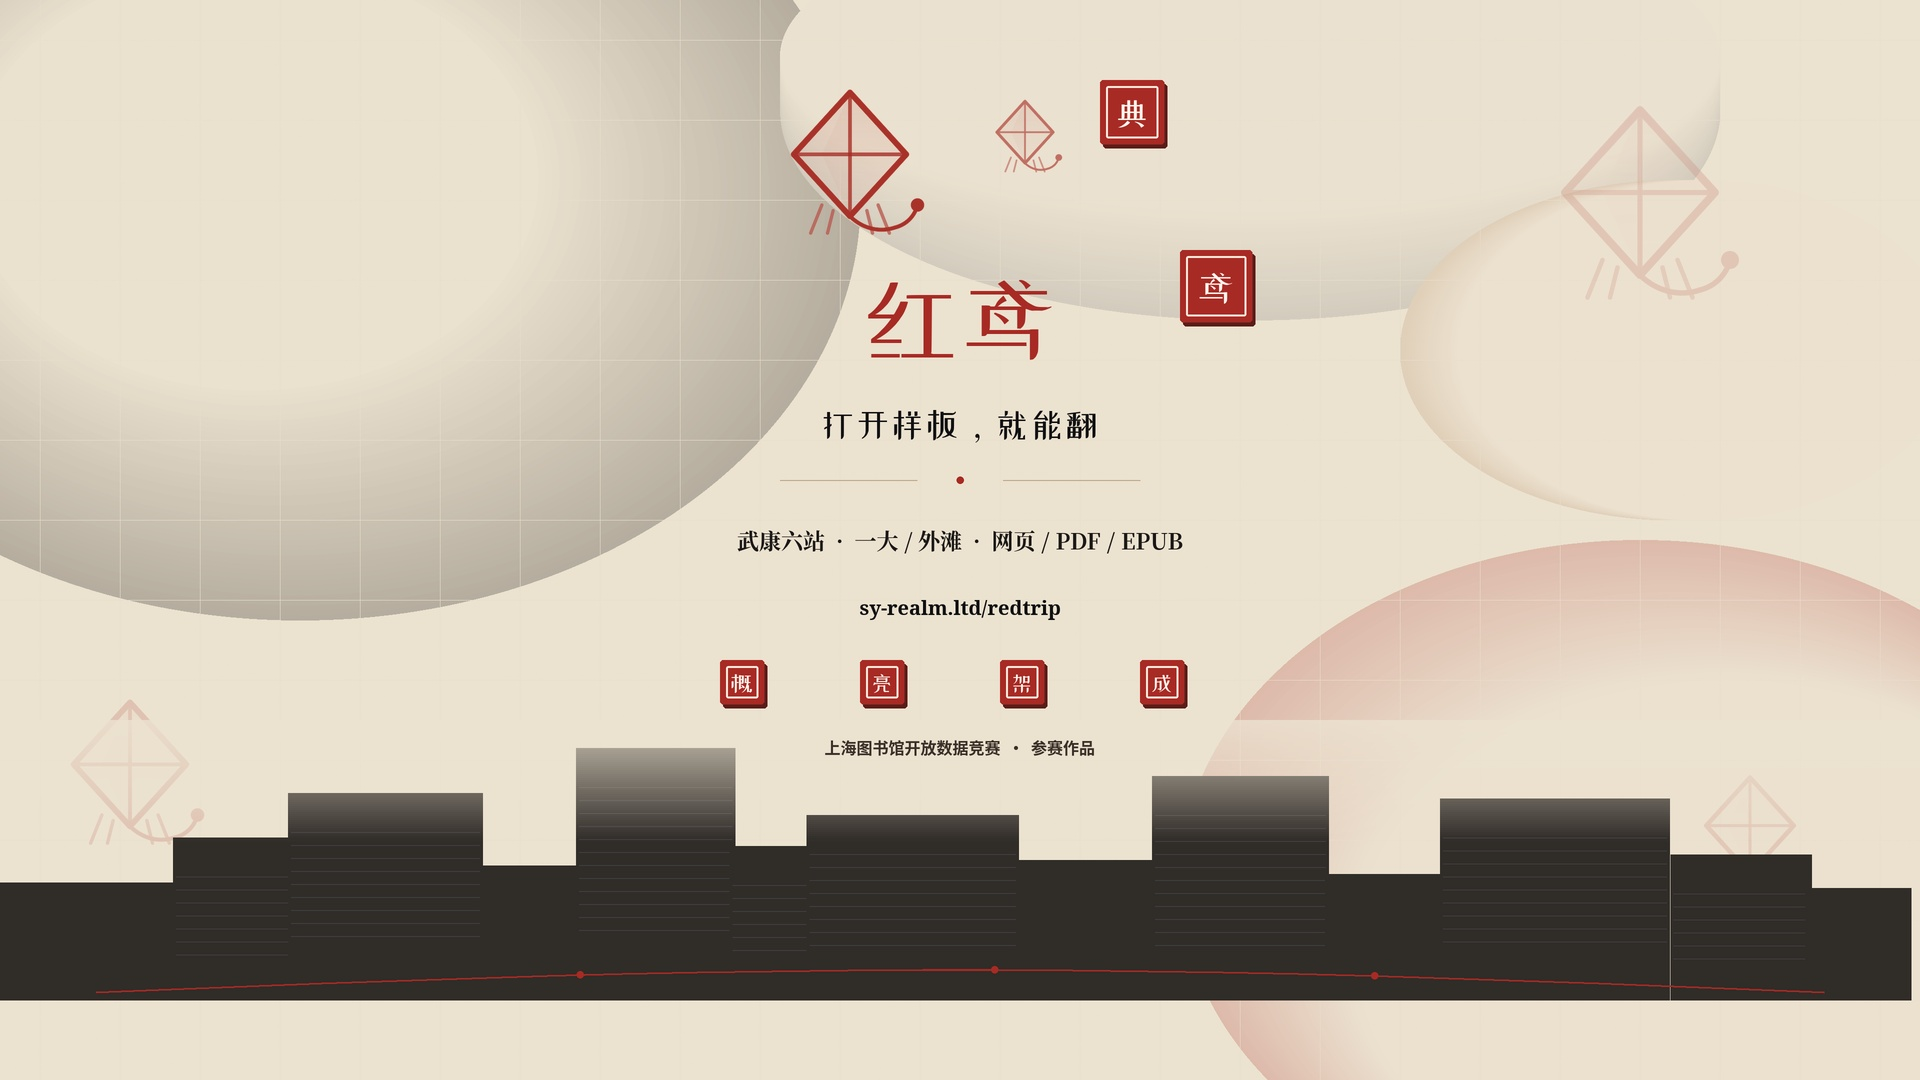 典
鸢
红鸢
打开样板，就能翻
武康六站 · 一大 / 外滩 · 网页 / PDF / EPUB
sy-realm.ltd/redtrip
概 亮 架 成
上海图书馆开放数据竞赛 · 参赛作品